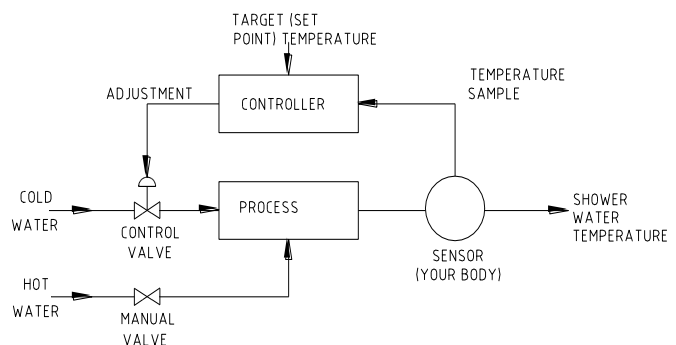 TARGET (SET
POINT) TEMPERATURE
ADJUSTMENT
CONTROLLER
TEMPERATURE
SAMPLE
COLD
WATER
CONTROL
VALVE
PROCESS
SENSOR
(YOUR BODY)
SHOWER
WATER
TEMPERATURE
HOT
WATER
MANUAL
VALVE